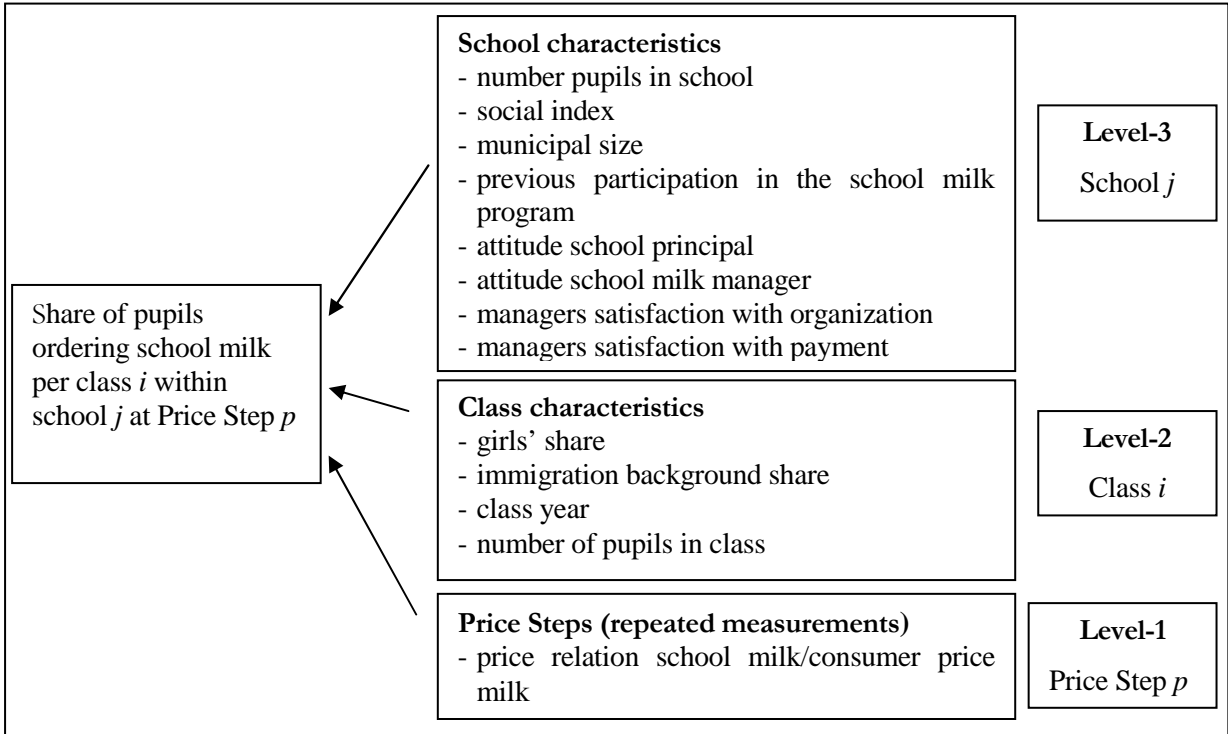 School characteristics
- number pupils in school
- social index
- municipal size
- previous participation in the school milk
program
- attitude school principal
- attitude school milk manager
- managers satisfaction with organization
- managers satisfaction with payment
Level-3
School j
Share of pupils
ordering school milk
per class i within
school j at Price Step p
Class characteristics
- girls’ share
- immigration background share
- class year
- number of pupils in class
Level-2
Class i
Price Steps (repeated measurements)
- price relation school milk/consumer price
milk
Level-1
Price Step p